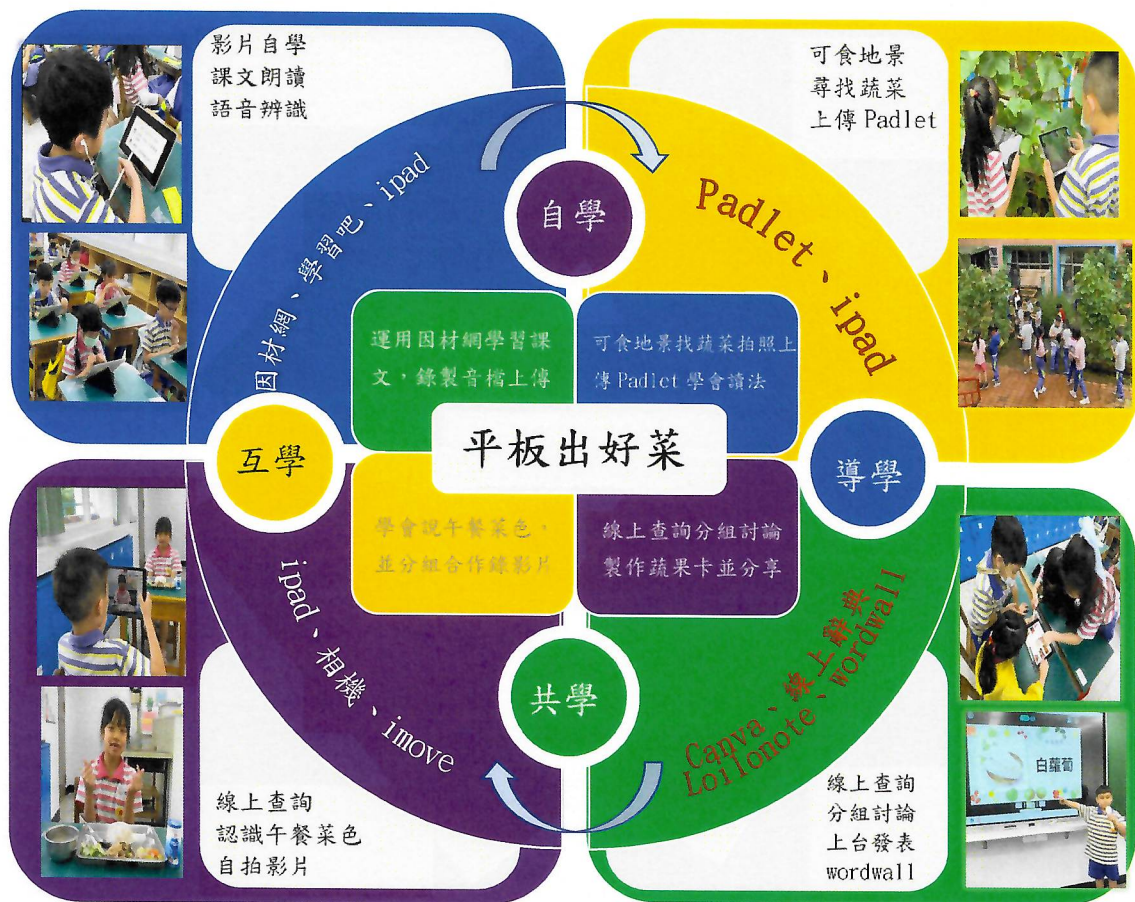 影片自學
課文朗讀
語音辨識
可食地景
尋找蔬菜
上傳 Padlet
因材網、學習吧、ipad
Padlet、ipad
自學
運用因材網學習課
文，錄製音檔上傳
可食地景找蔬菜拍照上
傳 Padlet 學會讀法
互學
平板出好菜
導學
學會說午餐菜色，
並分組合作錄影片
線上查詢分組討論
製作蔬果卡並分享
共學
ipad、相機、imove
Canva、線上辭典
Loilonote、wordwall
線上查詢
認識午餐菜色
自拍影片
線上查詢
分組討論
上台發表
wordwall
白蘿蔔